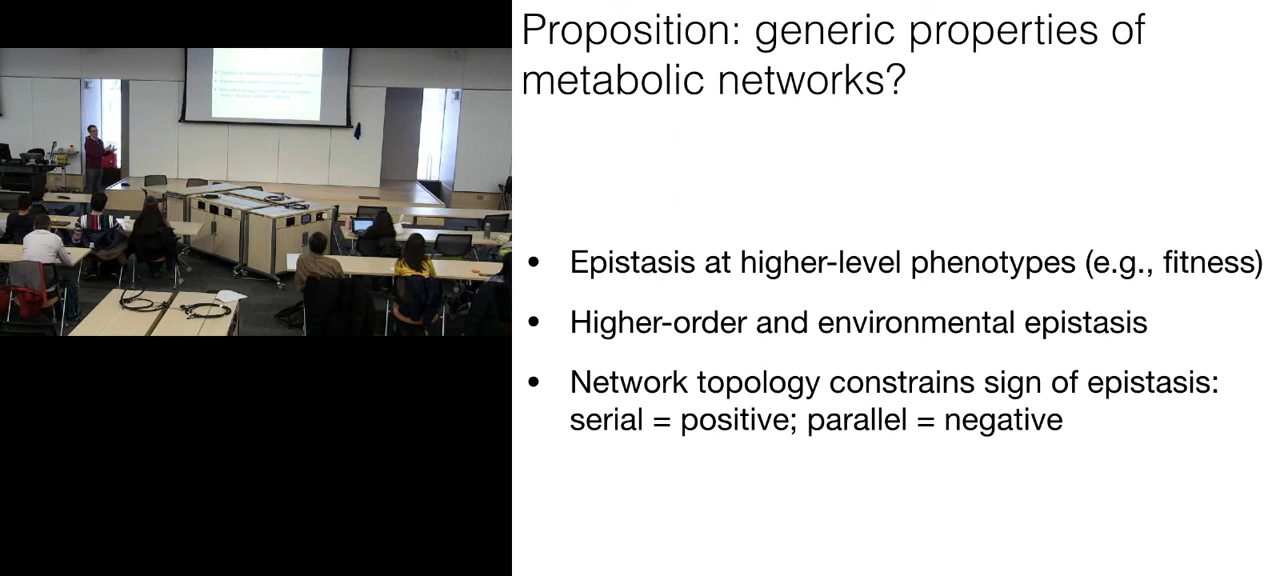 Proposition: generic properties of
metabolic networks?
• Epistasis at higher-level phenotypes (e.g., fitness)
• Higher-order and environmental epistasis
• Network topology constrains sign of epistasis:
serial = positive; parallel = negative